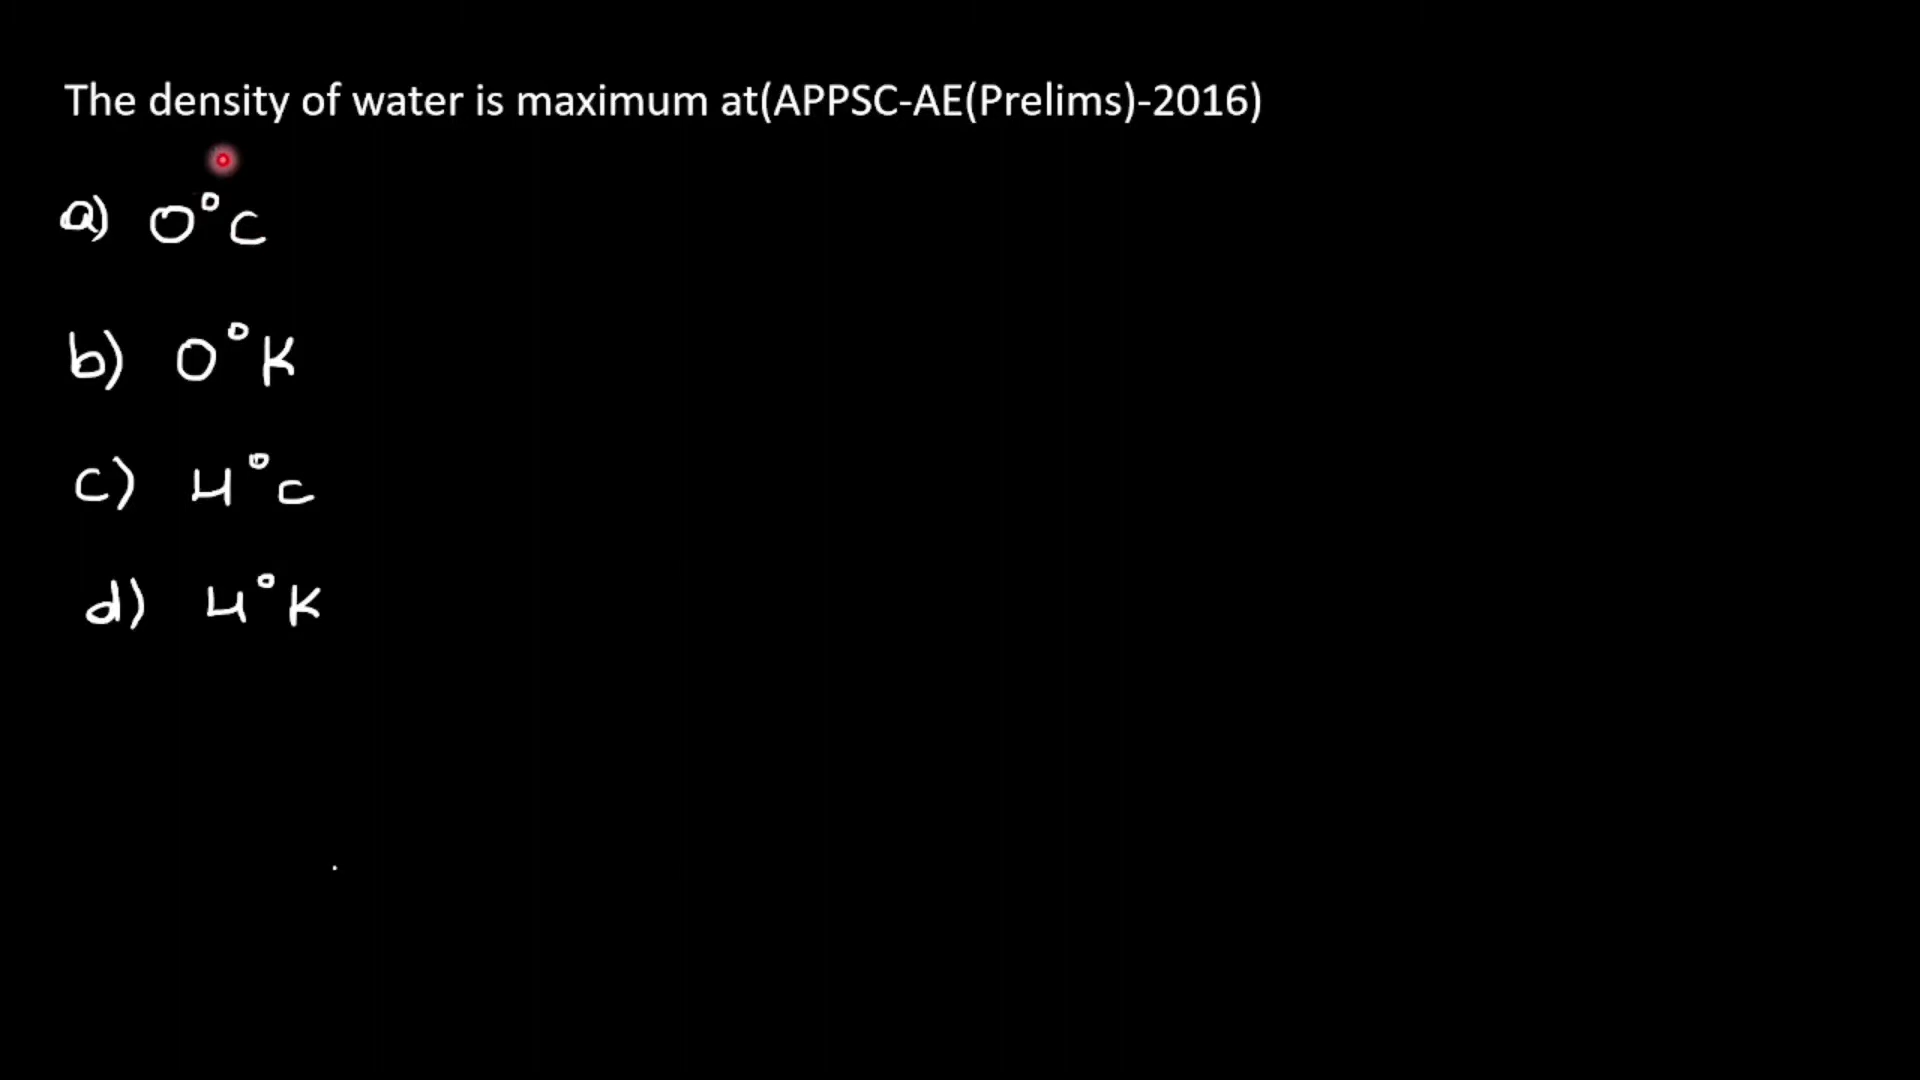 The density of water is maximum at(APPSC-AE(Prelims)-2016)
a) 0°C
b) 0°K
c) 4°c
d) 4°K